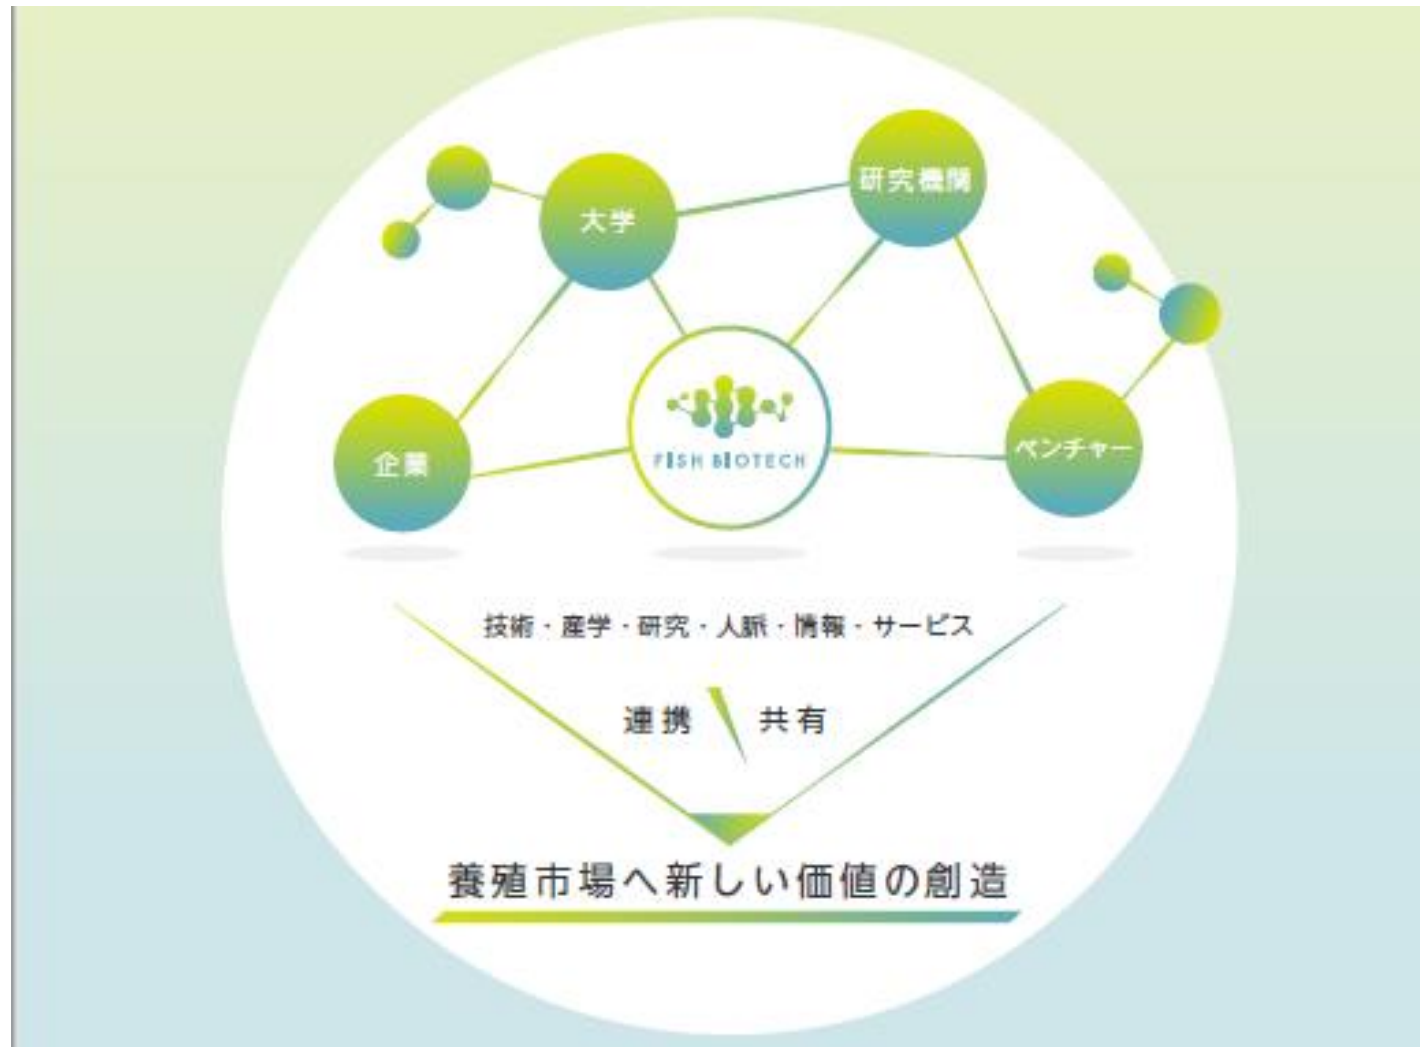 研究機関
大学
ベンチャー
企業
FISH BIOTECH
技術・産学・研究・人脈・情報・サービス
連携 共有
養殖市場へ新しい価値の創造